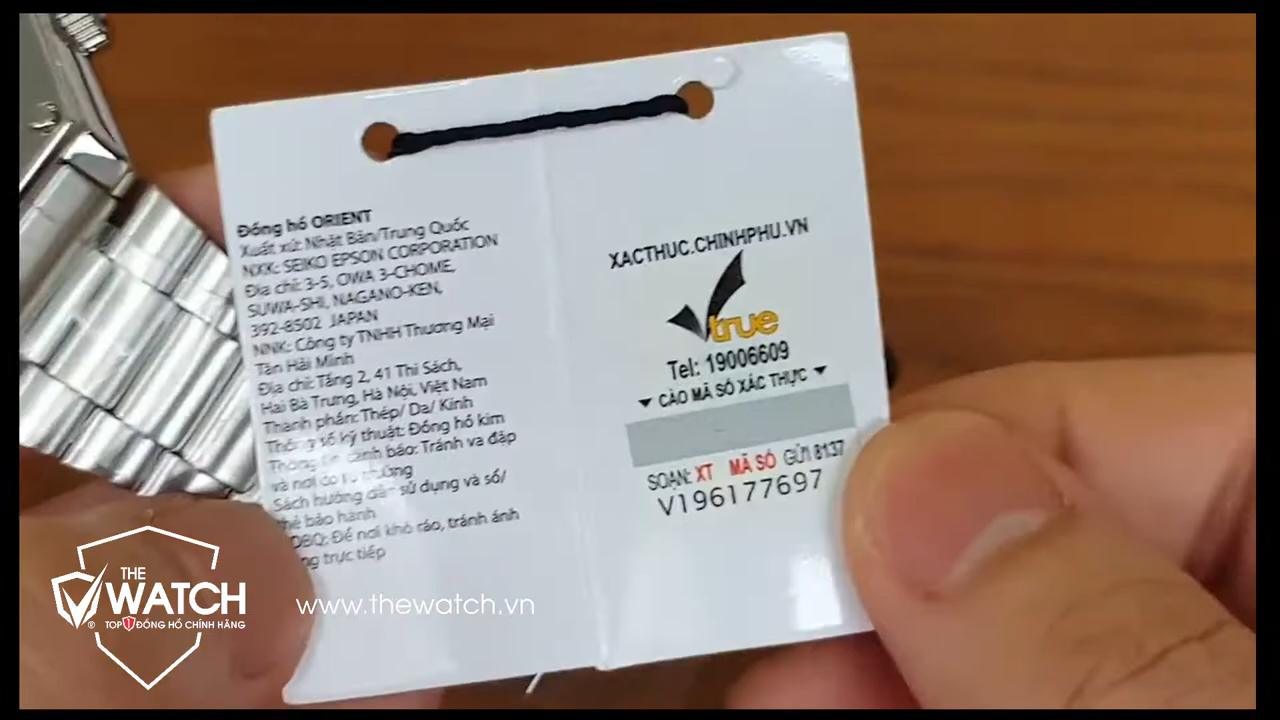 Đồng hồ ORIENT
Xuất xứ: Nhật Bản/Trung Quốc
NXK: SEIKO EPSON CORPORATION
Địa chỉ: 3-5, OWA 3-CHOME,
SUWA-SHI, NAGANO-KEN,
392-8502 JAPAN
NNK: Công ty TNHH Thương Mại
Tân Hải Minh
Địa chỉ: Tầng 2, 41 Thi Sách,
Hai Bà Trưng, Hà Nội, Việt Nam
Thành phần: Thép/ Da/ Kính
Thông số kỹ thuật: Đồng hồ kim
Thông tin cảnh báo: Tránh va đập
và nơi có từ trường
Sách hướng dẫn sử dụng và sổ/
thẻ bảo hành
ĐBQ: Để nơi khô ráo, tránh ánh
trực tiếp
XACTHUC.CHINHPHU.VN
true
Tel: 19006609
CÀO MÃ SỐ XÁC THỰC
SOẠN: XT MÃ SỐ GỬI 8137
V196177697
THE
WATCH
®
TOP 1 ĐỒNG HỒ CHÍNH HÃNG
www.thewatch.vn